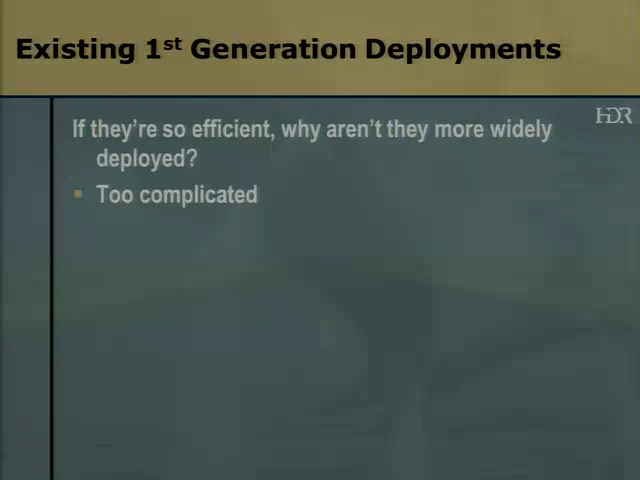 Existing 1st Generation Deployments
HDR
If they're so efficient, why aren't they more widely
deployed?
Too complicated